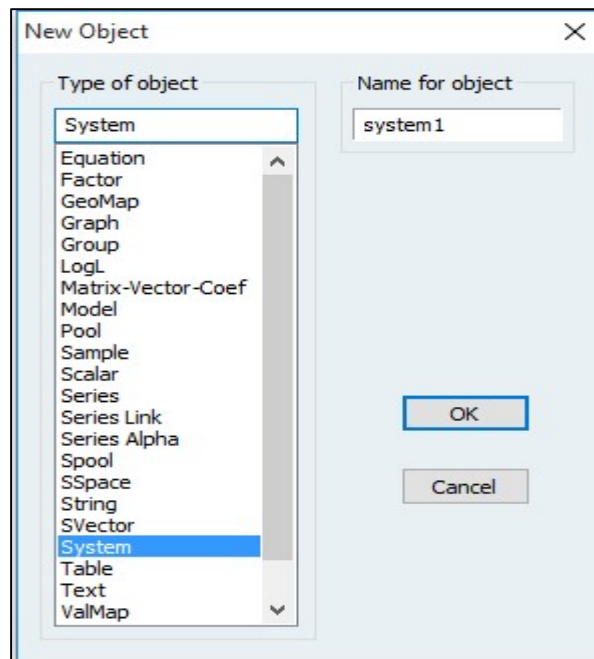 New Object
Type of object
System
Equation
Factor
GeoMap
Graph
Group
LogL
Matrix-Vector-Coef
Model
Pool
Sample
Scalar
Series
Series Link
Series Alpha
Spool
SSpace
String
SVector
System
Table
Text
ValMap
Name for object
system1
OK
Cancel